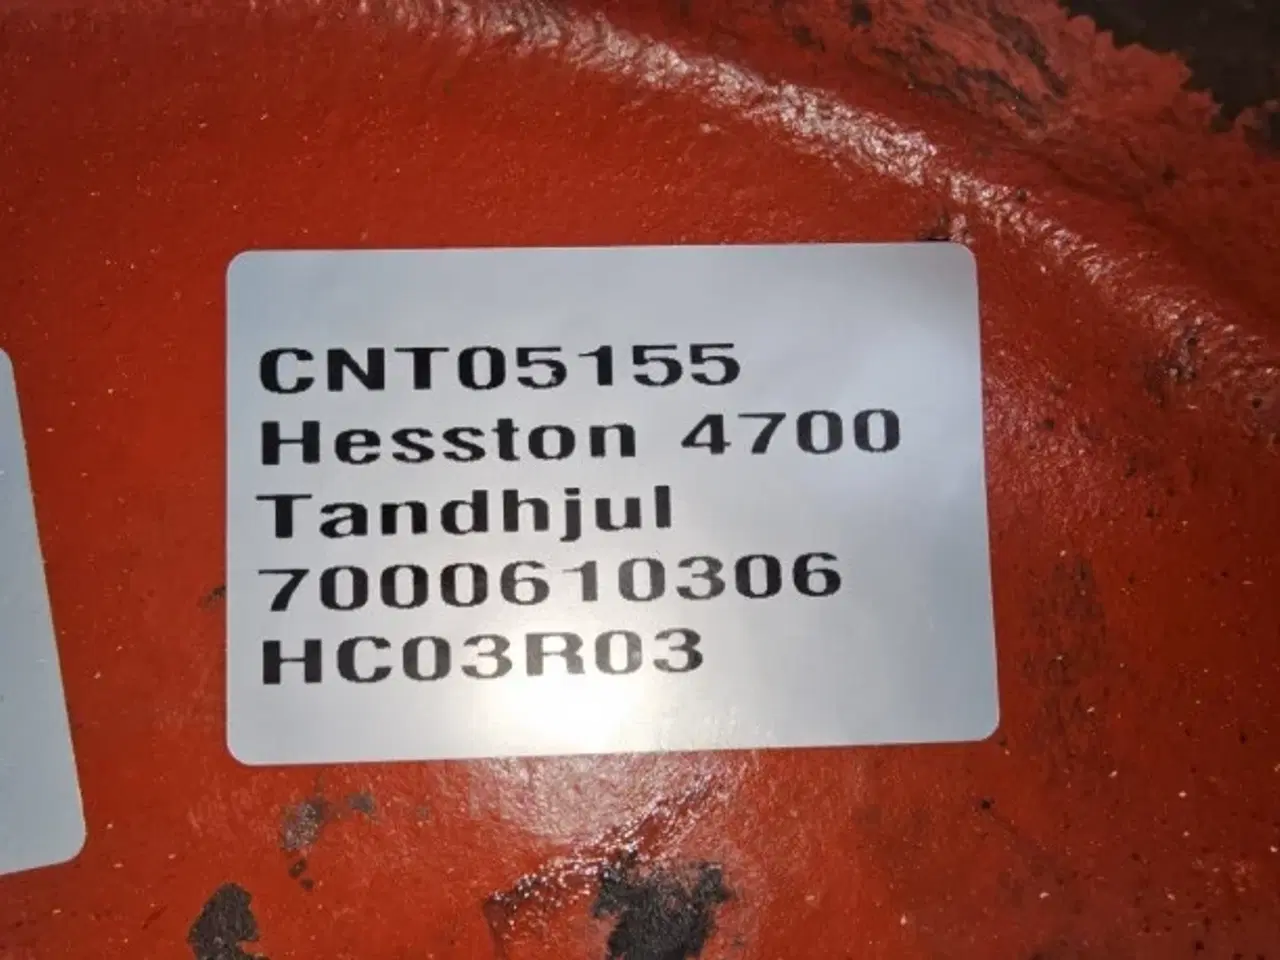 CNT05155
Hesston 4700
Tandhjul
7000610306
HC03R03